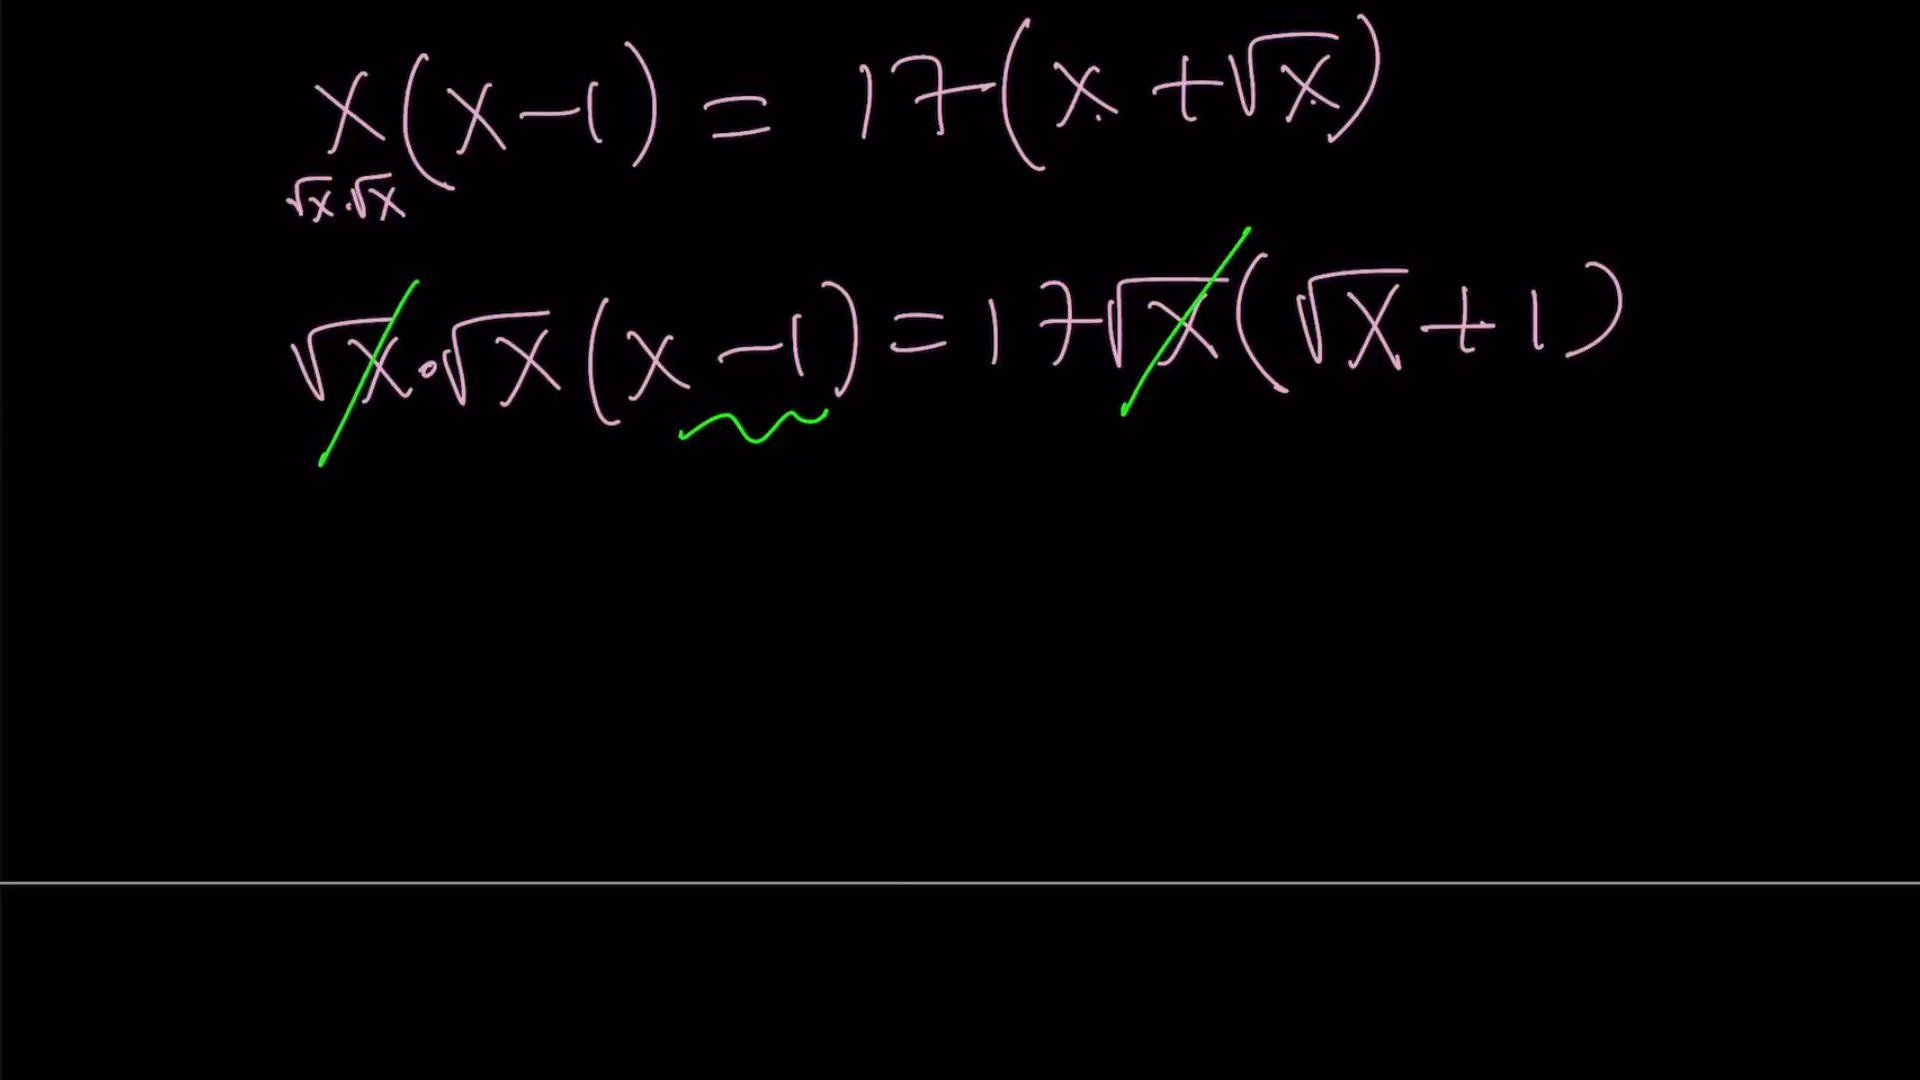 x(x-1) = 17(x+√x)
√x·√x
√x·√x(x-1) = 17√x(√x+1)